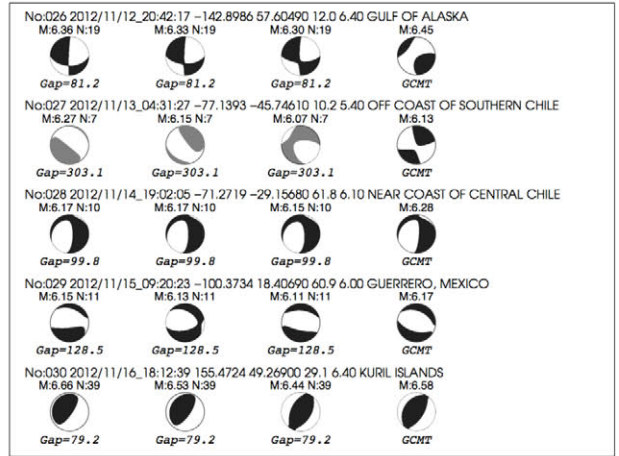 No:026 2012/11/12_20:42:17 −142.8986 57.60490 12.0 6.40 GULF OF ALASKA
M:6.36 N:19 M:6.33 N:19 M:6.30 N:19 M:6.45
Gap=81.2 Gap=81.2 Gap=81.2 GCMT
No:027 2012/11/13_04:31:27 −77.1393 −45.74610 10.2 5.40 OFF COAST OF SOUTHERN CHILE
M:6.27 N:7 M:6.15 N:7 M:6.07 N:7 M:6.13
Gap=303.1 Gap=303.1 Gap=303.1 GCMT
No:028 2012/11/14_19:02:05 −71.2719 −29.15680 61.8 6.10 NEAR COAST OF CENTRAL CHILE
M:6.17 N:10 M:6.17 N:10 M:6.15 N:10 M:6.28
Gap=99.8 Gap=99.8 Gap=99.8 GCMT
No:029 2012/11/15_09:20:23 −100.3734 18.40690 60.9 6.00 GUERRERO, MEXICO
M:6.15 N:11 M:6.13 N:11 M:6.11 N:11 M:6.17
Gap=128.5 Gap=128.5 Gap=128.5 GCMT
No:030 2012/11/16_18:12:39 155.4724 49.26900 29.1 6.40 KURIL ISLANDS
M:6.66 N:39 M:6.53 N:39 M:6.44 N:39 M:6.58
Gap=79.2 Gap=79.2 Gap=79.2 GCMT